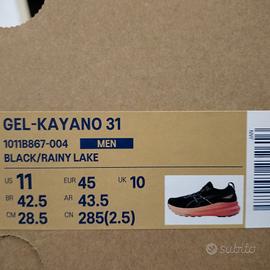 GEL-KAYANO 31
1011B867-004 MEN
BLACK/RAINY LAKE
US 11 EUR 45 UK 10
BR 42.5 AR 43.5
CM 28.5 CN 285(2.5)
JAN
subito